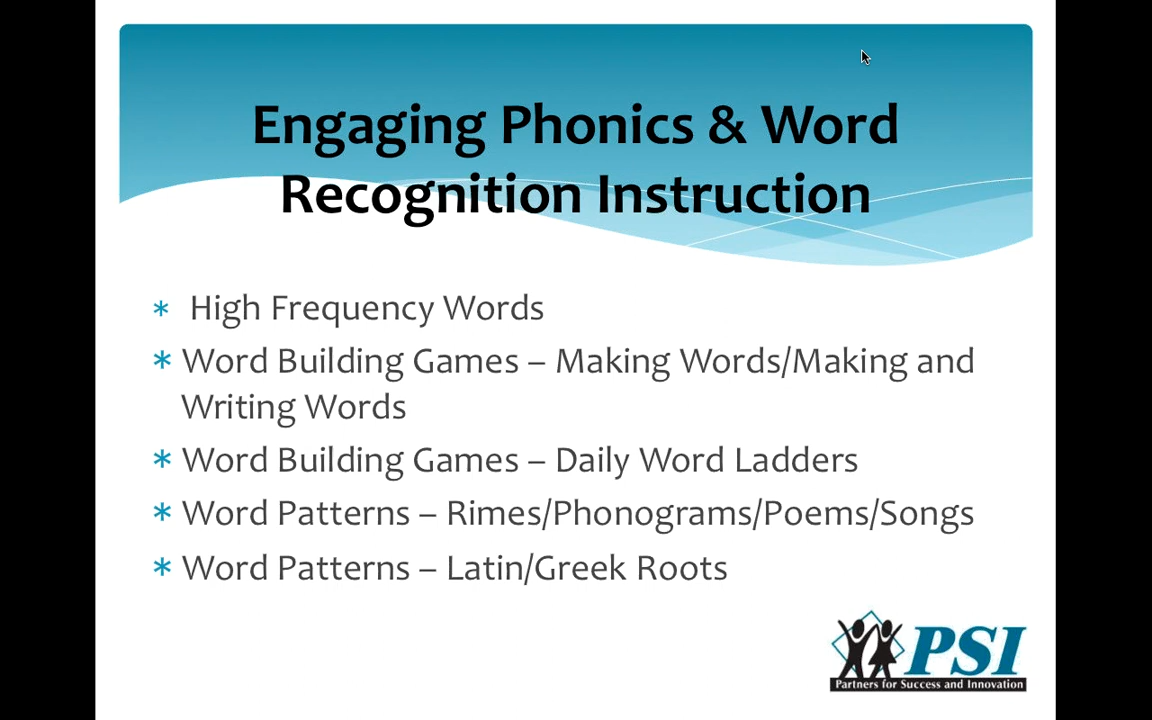 Engaging Phonics & Word
Recognition Instruction
* High Frequency Words
* Word Building Games – Making Words/Making and
Writing Words
* Word Building Games – Daily Word Ladders
* Word Patterns – Rimes/Phonograms/Poems/Songs
* Word Patterns – Latin/Greek Roots
PSI
Partners for Success and Innovation